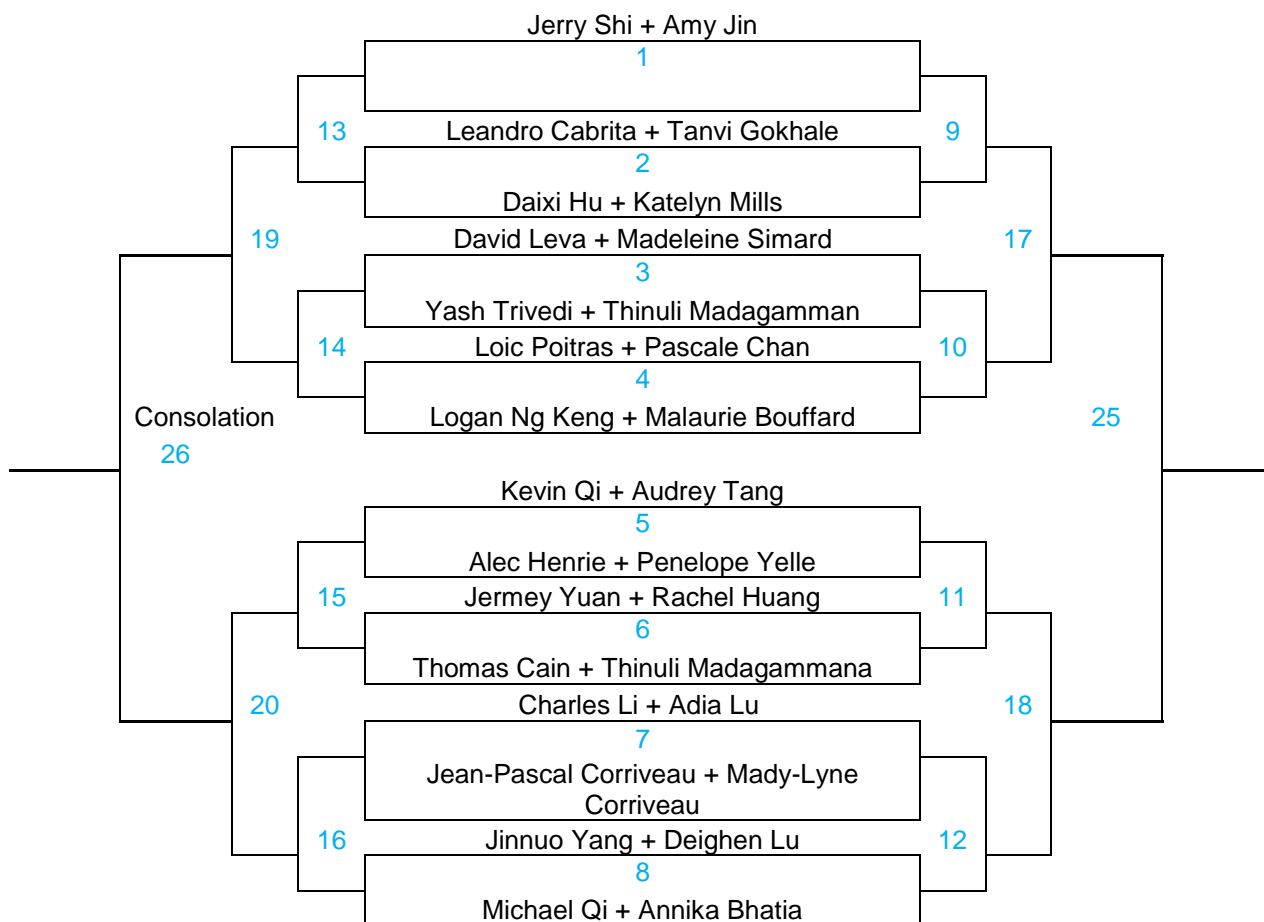 Jerry Shi + Amy Jin
1
13
Leandro Cabrita + Tanvi Gokhale
9
2
Daixi Hu + Katelyn Mills
19
David Leva + Madeleine Simard
17
3
Yash Trivedi + Thinuli Madagamman
14
Loic Poitras + Pascale Chan
10
4
Consolation
Logan Ng Keng + Malaurie Bouffard
25
26
Kevin Qi + Audrey Tang
5
Alec Henrie + Penelope Yelle
15
Jermey Yuan + Rachel Huang
11
6
Thomas Cain + Thinuli Madagammana
20
Charles Li + Adia Lu
18
7
Jean-Pascal Corriveau + Mady-Lyne
Corriveau
16
Jinnuo Yang + Deighen Lu
12
8
Michael Qi + Annika Bhatia